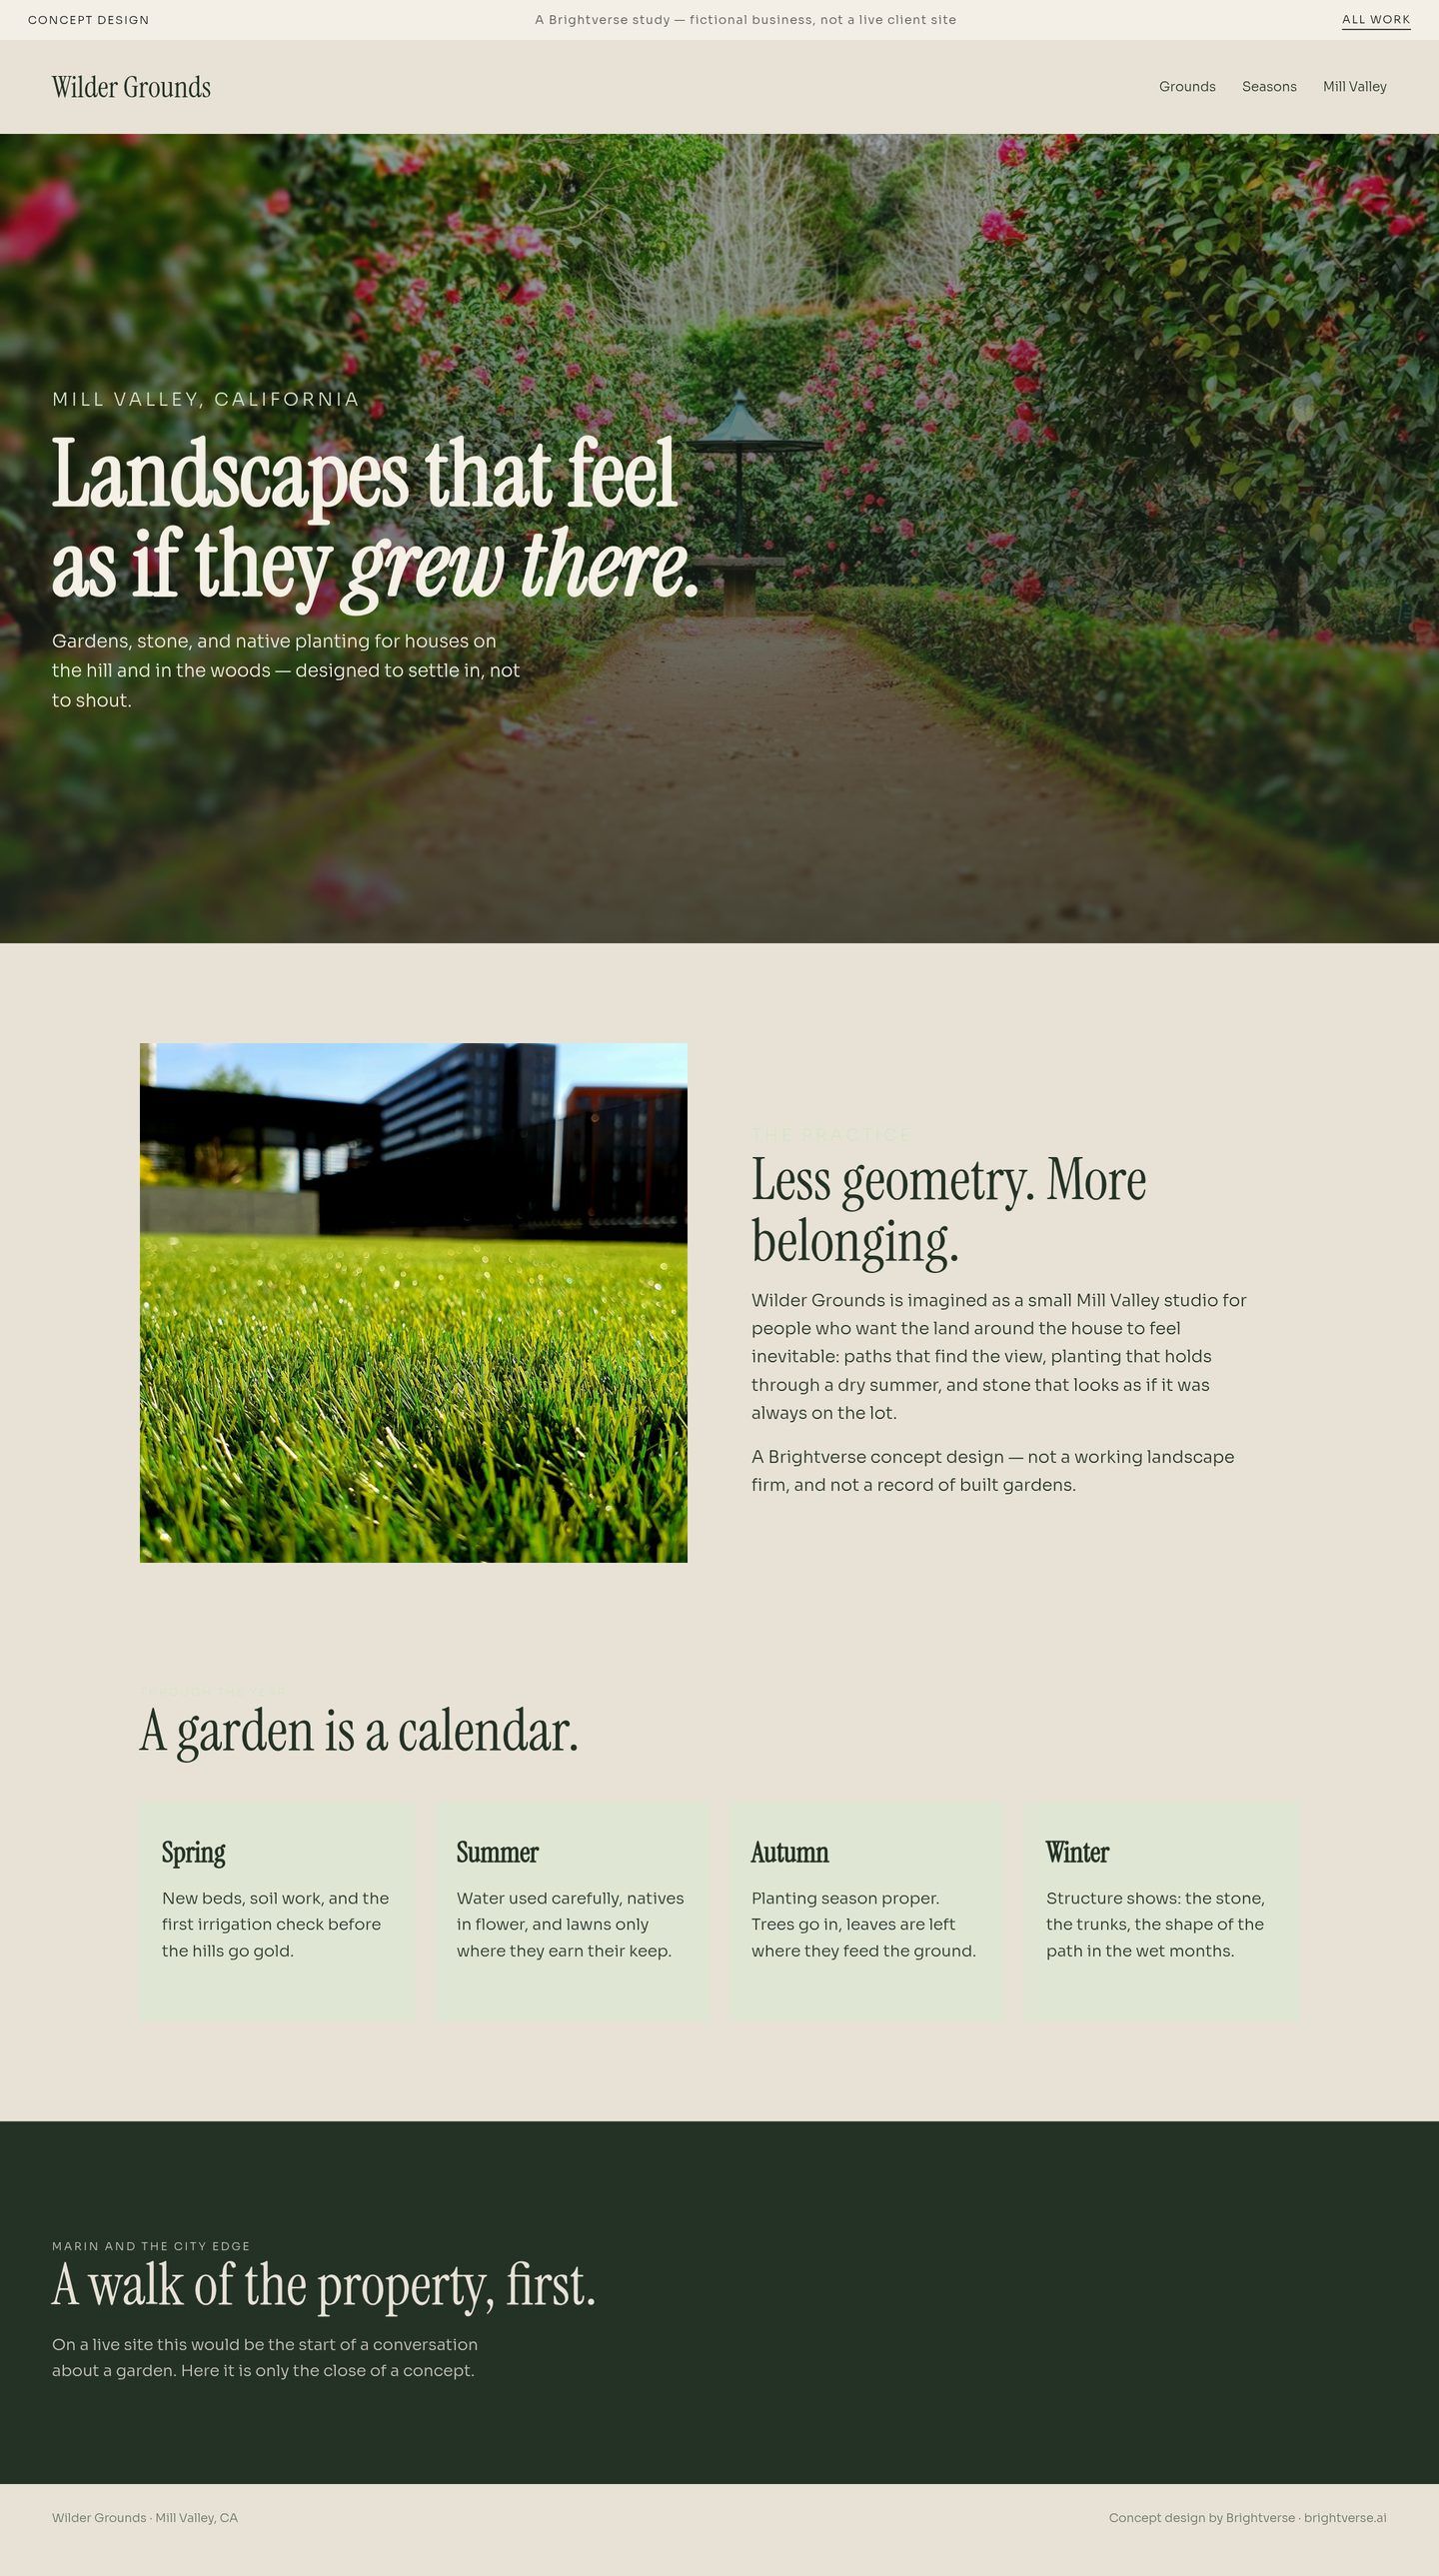 CONCEPT DESIGN
A Brightverse study — fictional business, not a live client site
ALL WORK
Wilder Grounds
Grounds
Seasons
Mill Valley
MILL VALLEY, CALIFORNIA
Landscapes that feel
as if they grew there.
Gardens, stone, and native planting for houses on
the hill and in the woods — designed to settle in, not
to shout.
THE PRACTICE
Less geometry. More
belonging.
Wilder Grounds is imagined as a small Mill Valley studio for
people who want the land around the house to feel
inevitable: paths that find the view, planting that holds
through a dry summer, and stone that looks as if it was
always on the lot.
A Brightverse concept design — not a working landscape
firm, and not a record of built gardens.
THROUGH THE YEAR
A garden is a calendar.
Spring
New beds, soil work, and the
first irrigation check before
the hills go gold.
Summer
Water used carefully, natives
in flower, and lawns only
where they earn their keep.
Autumn
Planting season proper.
Trees go in, leaves are left
where they feed the ground.
Winter
Structure shows: the stone,
the trunks, the shape of the
path in the wet months.
MARIN AND THE CITY EDGE
A walk of the property, first.
On a live site this would be the start of a conversation
about a garden. Here it is only the close of a concept.
Wilder Grounds · Mill Valley, CA
Concept design by Brightverse · brightverse.ai